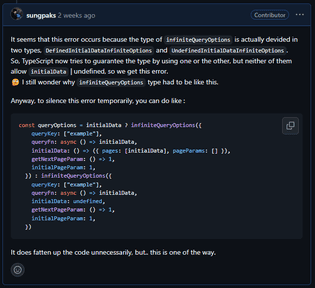 sungpaks 2 weeks ago
Contributor
It seems that this error occurs because the type of infiniteQueryOptions is actually devided in
two types, DefinedInitialDataInfiniteOptions and UndefinedInitialDataInfiniteOptions.
So, TypeScript now tries to guarantee the type by using one or the other, but neither of them
allow initialData | undefined, so we get this error.
🤔 I still wonder why InfiniteQueryOptions type had to be like this.
Anyway, to silence this error temporarily, you can do like :
const queryOptions = initialData ? infiniteQueryOptions({
queryKey: ["example"],
queryFn: async () => initialData,
initialData: () => ({ pages: [initialData], pageParams: [] }),
getNextPageParam: () => 1,
initialPageParam: 1,
}) : infiniteQueryOptions({
queryKey: ["example"],
queryFn: async () => initialData,
initialData: undefined,
getNextPageParam: () => 1,
initialPageParam: 1,
})
It does fatten up the code unnecessarily, but.. this is one of the way.